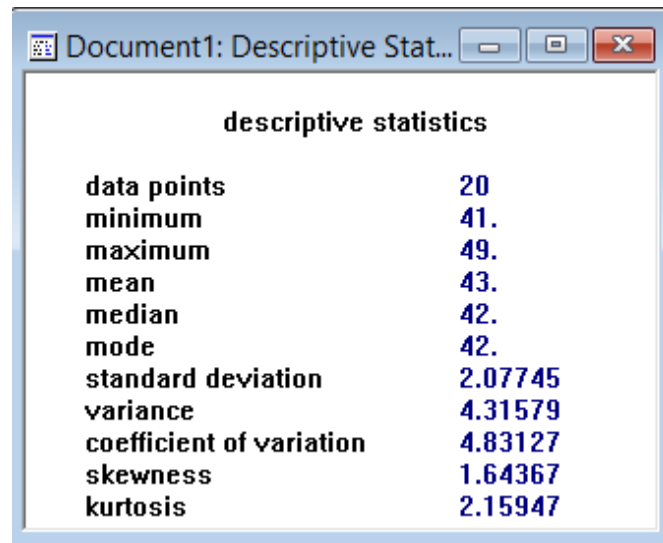 Document1: Descriptive Stat...
descriptive statistics
data points 20
minimum 41.
maximum 49.
mean 43.
median 42.
mode 42.
standard deviation 2.07745
variance 4.31579
coefficient of variation 4.83127
skewness 1.64367
kurtosis 2.15947